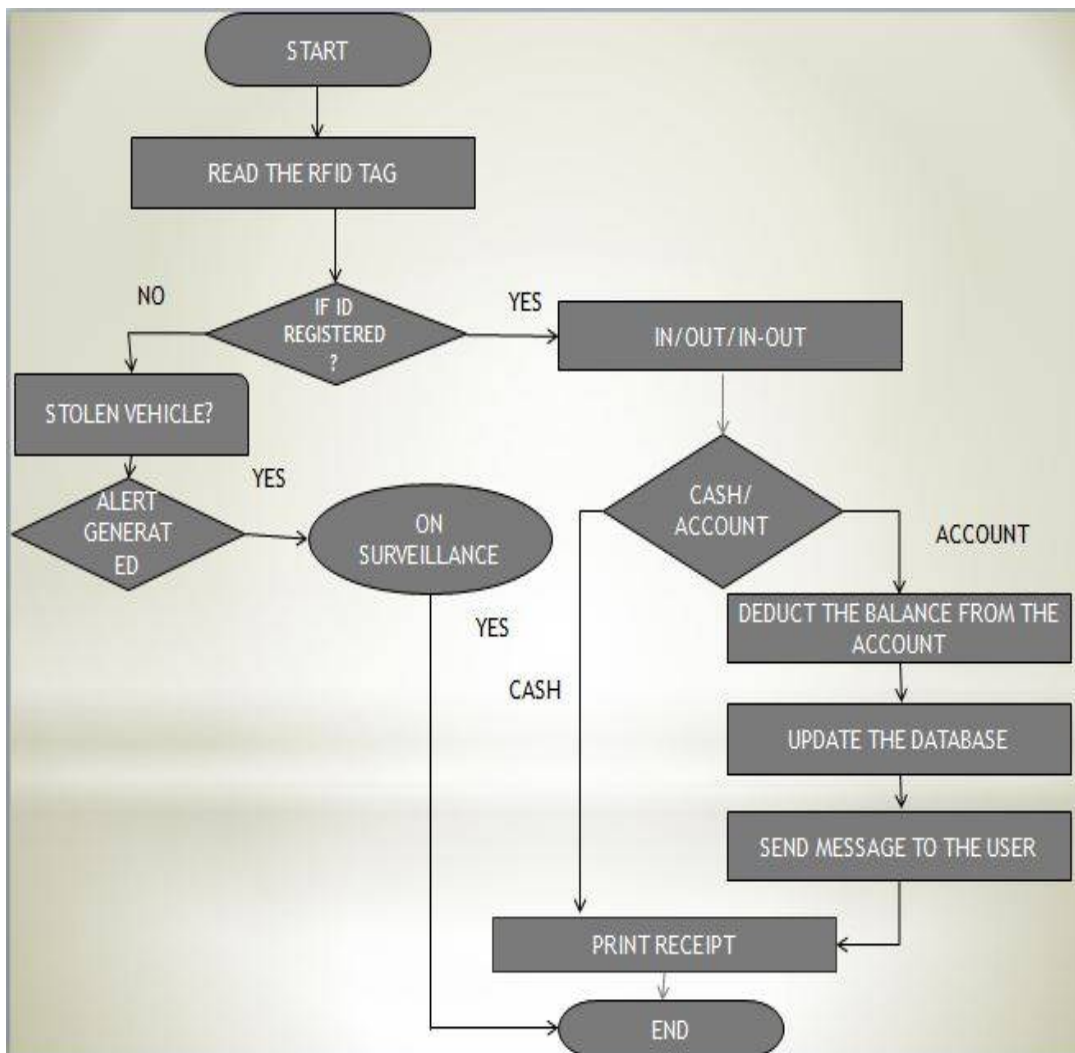 START
READ THE RFID TAG
NO
IF ID
REGISTERED
?
YES
IN/OUT/IN-OUT
STOLEN VEHICLE?
YES
ALERT
GENERAT
ED
ON
SURVEILLANCE
CASH/
ACCOUNT
ACCOUNT
YES
DEDUCT THE BALANCE FROM THE
ACCOUNT
CASH
UPDATE THE DATABASE
SEND MESSAGE TO THE USER
PRINT RECEIPT
END